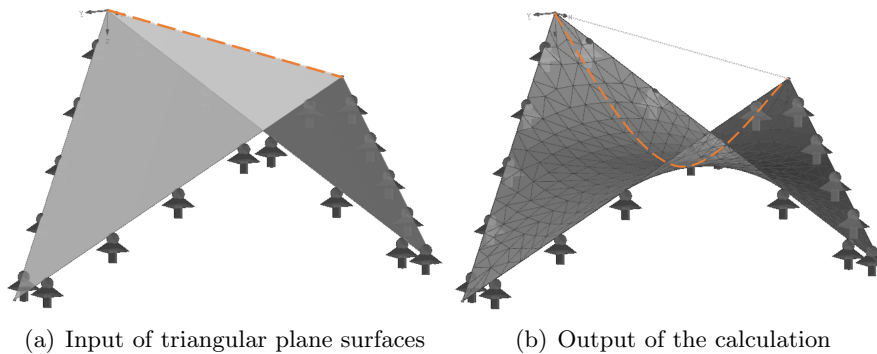 (a) Input of triangular plane surfaces
(b) Output of the calculation